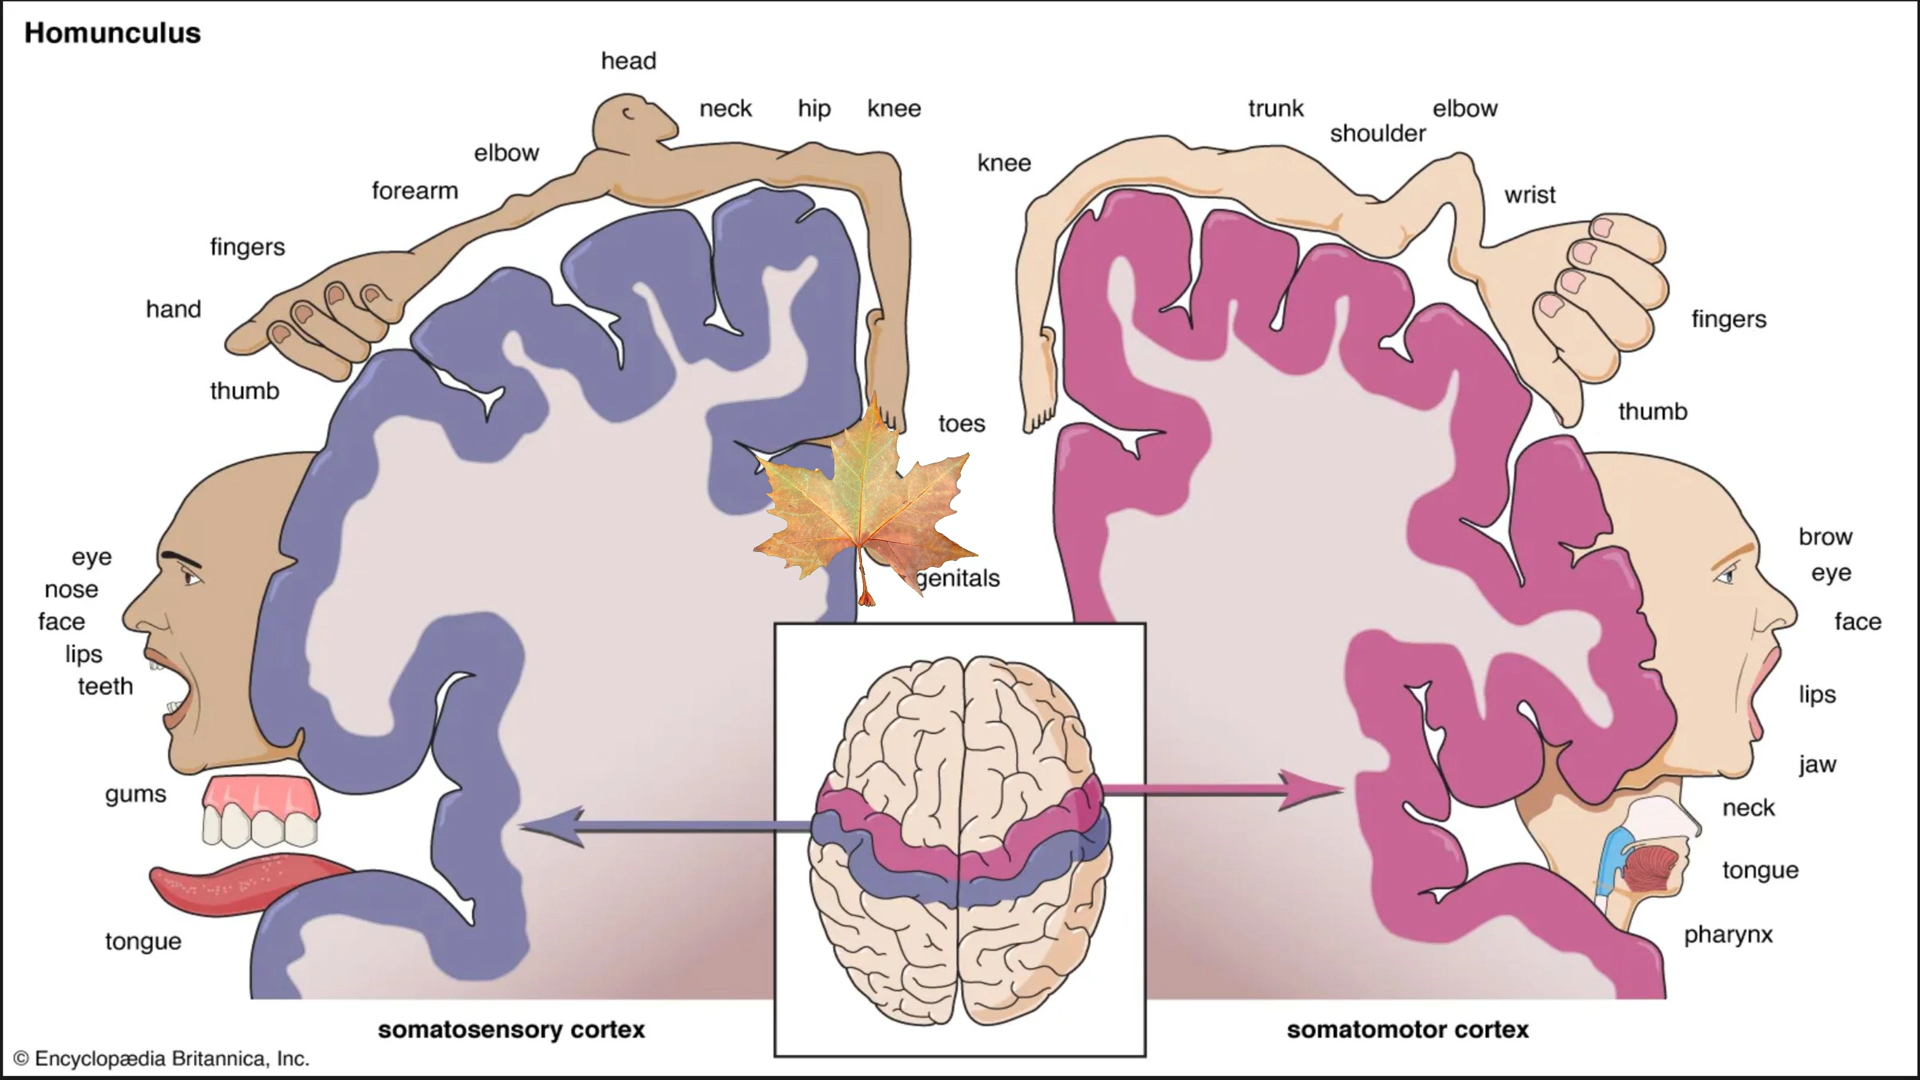 Homunculus
head
neck hip knee
elbow
forearm
fingers
hand
thumb
toes
genitals
eye
nose
face
lips
teeth
gums
tongue
somatosensory cortex
trunk elbow
shoulder
knee
wrist
fingers
thumb
brow
eye
face
lips
jaw
neck
tongue
pharynx
somatomotor cortex
© Encyclopædia Britannica, Inc.